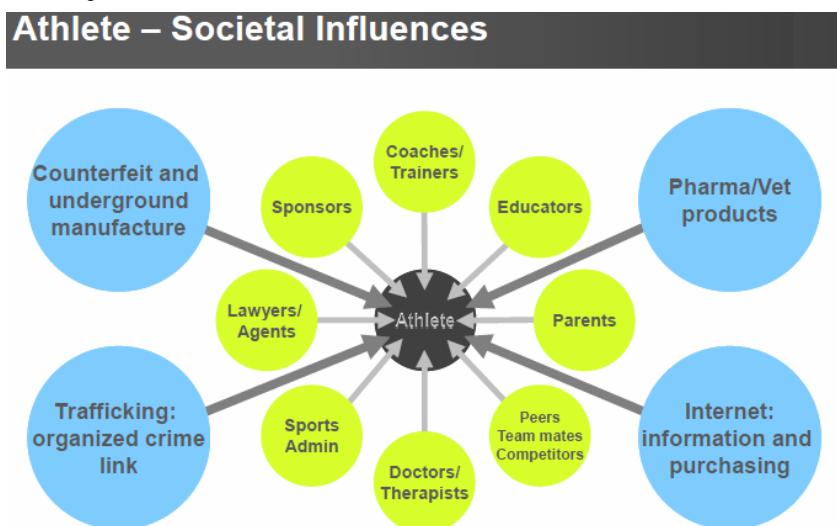 Athlete – Societal Influences
Counterfeit and
underground
manufacture
Sponsors
Coaches/
Trainers
Educators
Pharma/Vet
products
Lawyers/
Agents
Athlete
Parents
Trafficking:
organized crime
link
Sports
Admin
Doctors/
Therapists
Peers
Team mates
Competitors
Internet:
information and
purchasing